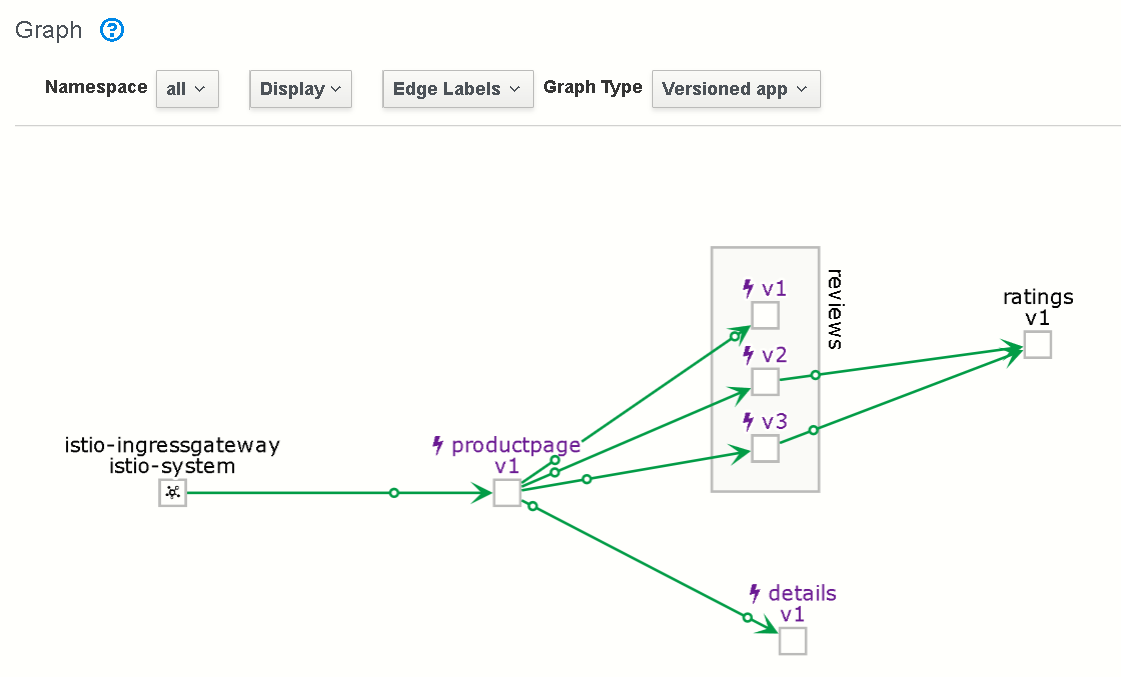 Graph ?
Namespace all Display Edge Labels Graph Type Versioned app
v1
reviews
ratings
v1
v2
v3
istio-ingressgateway
istio-system
productpage
v1
details
v1